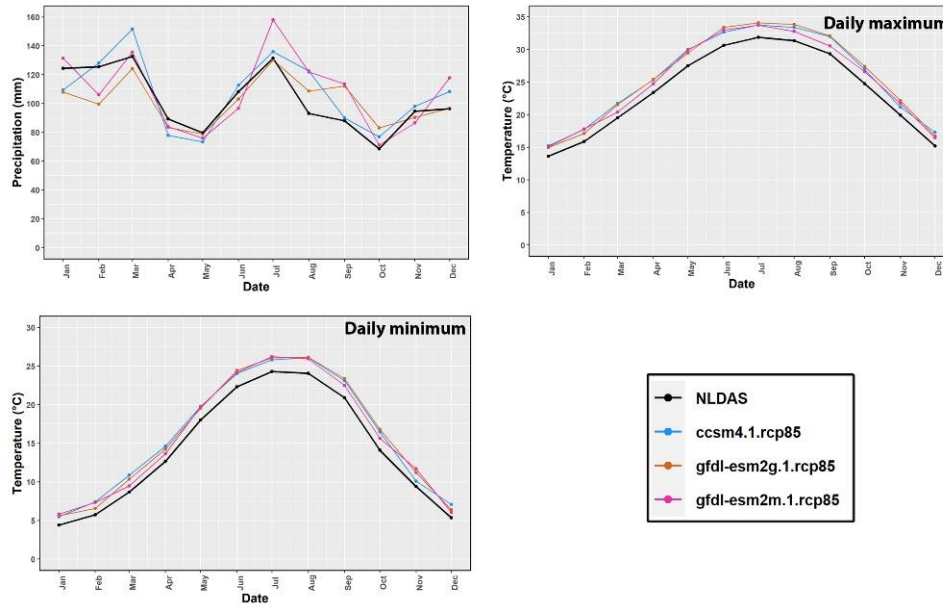 160
140
120
100
80
60
40
20
0
Precipitation (mm)
Jan
Feb
Mar
Apr
May
Jun
Jul
Aug
Sep
Oct
Nov
Dec
Date
Daily maximum
35
30
25
20
15
10
5
0
Temperature (°C)
Jan
Feb
Mar
Apr
May
Jun
Jul
Aug
Sep
Oct
Nov
Dec
Date
Daily minimum
30
25
20
15
10
5
0
Temperature (°C)
Jan
Feb
Mar
Apr
May
Jun
Jul
Aug
Sep
Oct
Nov
Dec
Date
NLDAS
ccsm4.1.rcp85
gfdl-esm2g.1.rcp85
gfdl-esm2m.1.rcp85